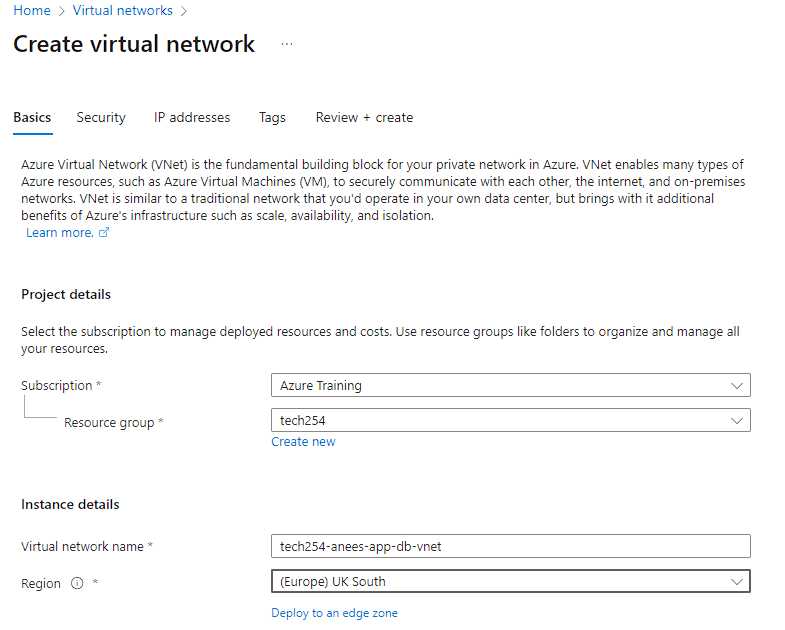 Home > Virtual networks >
Create virtual network ...
Basics Security IP addresses Tags Review + create
Azure Virtual Network (VNet) is the fundamental building block for your private network in Azure. VNet enables many types of
Azure resources, such as Azure Virtual Machines (VM), to securely communicate with each other, the internet, and on-premises
networks. VNet is similar to a traditional network that you'd operate in your own data center, but brings with it additional
benefits of Azure's infrastructure such as scale, availability, and isolation.
Learn more.
Project details
Select the subscription to manage deployed resources and costs. Use resource groups like folders to organize and manage all
your resources.
Subscription * Azure Training
Resource group * tech254
Create new
Instance details
Virtual network name * tech254-anees-app-db-vnet
Region * (Europe) UK South
Deploy to an edge zone